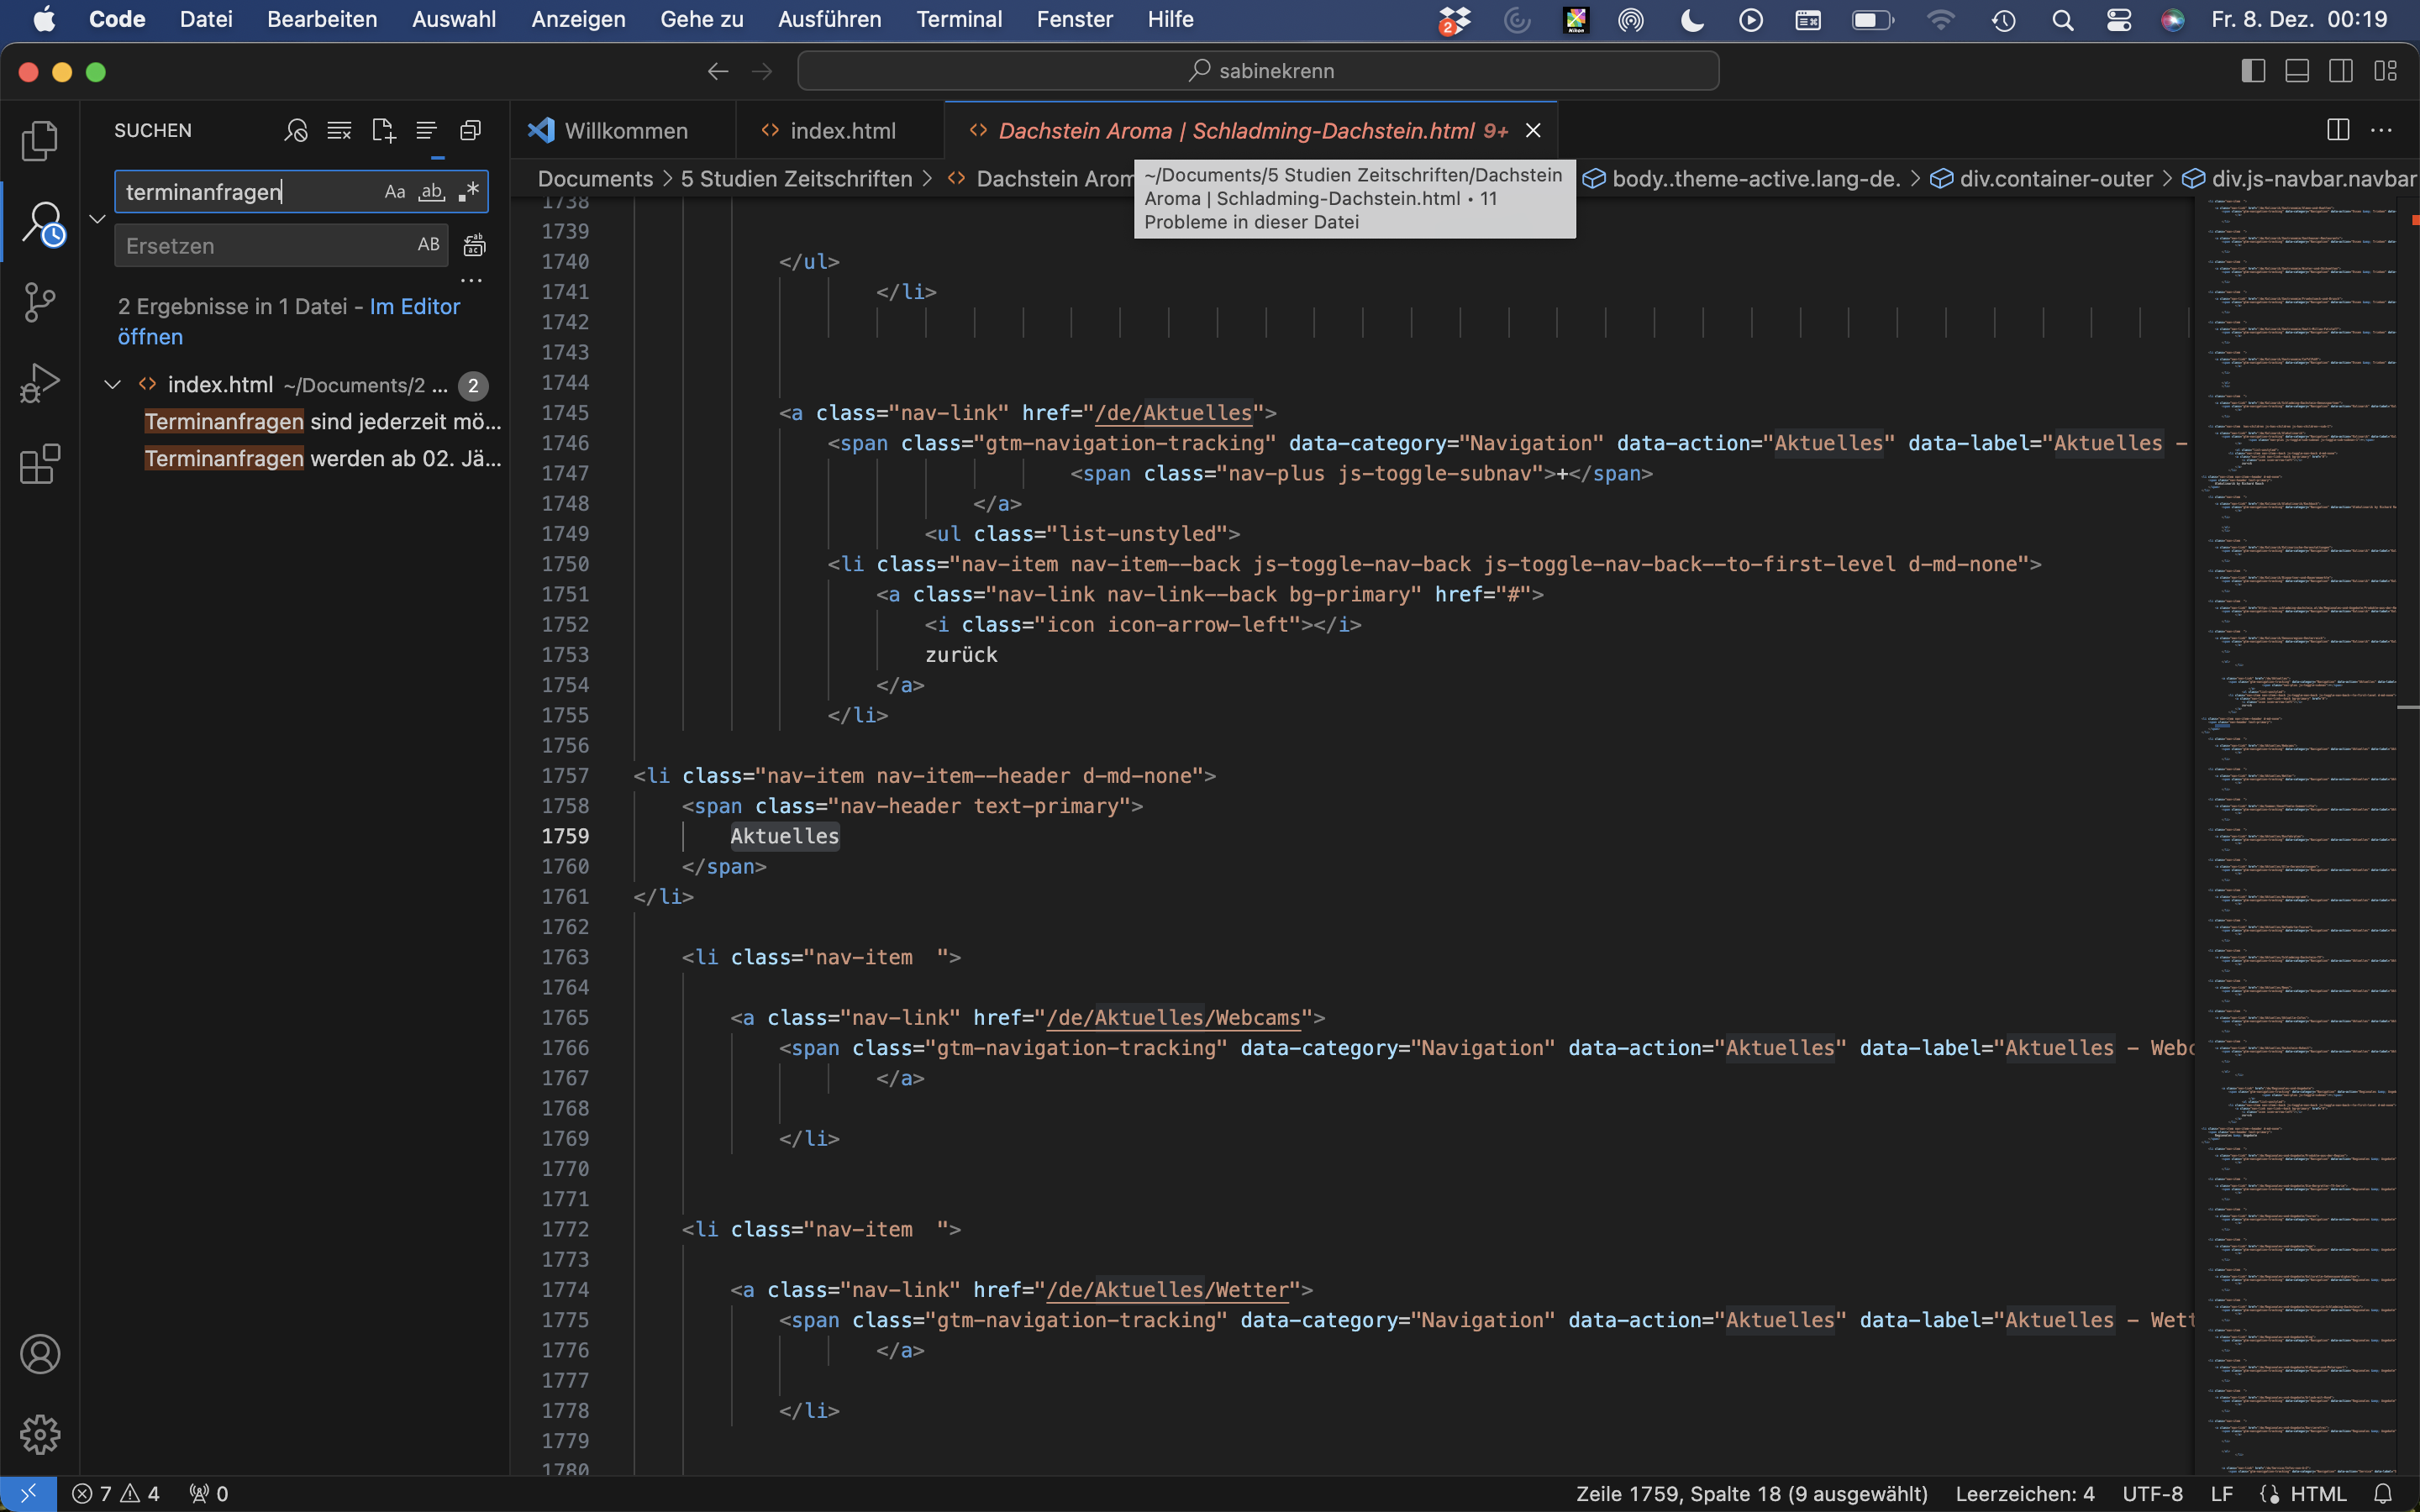 Code Datei Bearbeiten Auswahl Anzeigen Gehe zu Ausführen Terminal Fenster Hilfe 2 Nikon Fr. 8. Dez. 00:19
sabinekrenn
SUCHEN
terminanfragen Aa ab
Ersetzen AB
2 Ergebnisse in 1 Datei - Im Editor
öffnen
index.html ~/Documents/2 ... 2
Terminanfragen sind jederzeit mö...
Terminanfragen werden ab 02. Jä...
Willkommen index.html Dachstein Aroma | Schladming-Dachstein.html 9+
Documents > 5 Studien Zeitschriften > Dachstein Arom body..theme-active.lang-de. > div.container-outer > div.js-navbar.navbar
~/Documents/5 Studien Zeitschriften/Dachstein
Aroma | Schladming-Dachstein.html • 11
Probleme in dieser Datei
1738
1739
1740 </ul>
1741 </li>
1742
1743
1744
1745 <a class="nav-link" href="/de/Aktuelles">
1746 <span class="gtm-navigation-tracking" data-category="Navigation" data-action="Aktuelles" data-label="Aktuelles -
1747 <span class="nav-plus js-toggle-subnav">+</span>
1748 </a>
1749 <ul class="list-unstyled">
1750 <li class="nav-item nav-item--back js-toggle-nav-back js-toggle-nav-back--to-first-level d-md-none">
1751 <a class="nav-link nav-link--back bg-primary" href="#">
1752 <i class="icon icon-arrow-left"></i>
1753 zurück
1754 </a>
1755 </li>
1756
1757 <li class="nav-item nav-item--header d-md-none">
1758 <span class="nav-header text-primary">
1759 Aktuelles
1760 </span>
1761 </li>
1762
1763 <li class="nav-item  ">
1764
1765 <a class="nav-link" href="/de/Aktuelles/Webcams">
1766 <span class="gtm-navigation-tracking" data-category="Navigation" data-action="Aktuelles" data-label="Aktuelles - Webc
1767 </a>
1768
1769 </li>
1770
1771
1772 <li class="nav-item  ">
1773
1774 <a class="nav-link" href="/de/Aktuelles/Wetter">
1775 <span class="gtm-navigation-tracking" data-category="Navigation" data-action="Aktuelles" data-label="Aktuelles - Wett
1776 </a>
1777
1778 </li>
1779
1780
7 4 0 Zeile 1759, Spalte 18 (9 ausgewählt) Leerzeichen: 4 UTF-8 LF {} HTML